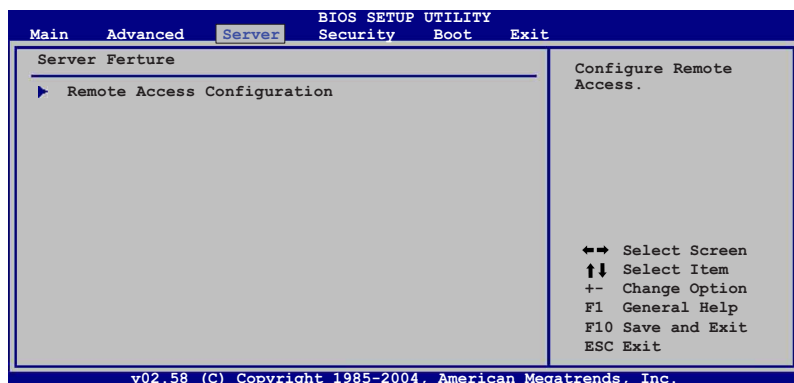 BIOS SETUP UTILITY
Main Advanced Server Security Boot Exit
Server Ferture
Remote Access Configuration
Configure Remote
Access.
←→ Select Screen
↑↓ Select Item
+- Change Option
F1 General Help
F10 Save and Exit
ESC Exit
v02.58 (C) Copyright 1985-2004, American Megatrends, Inc.